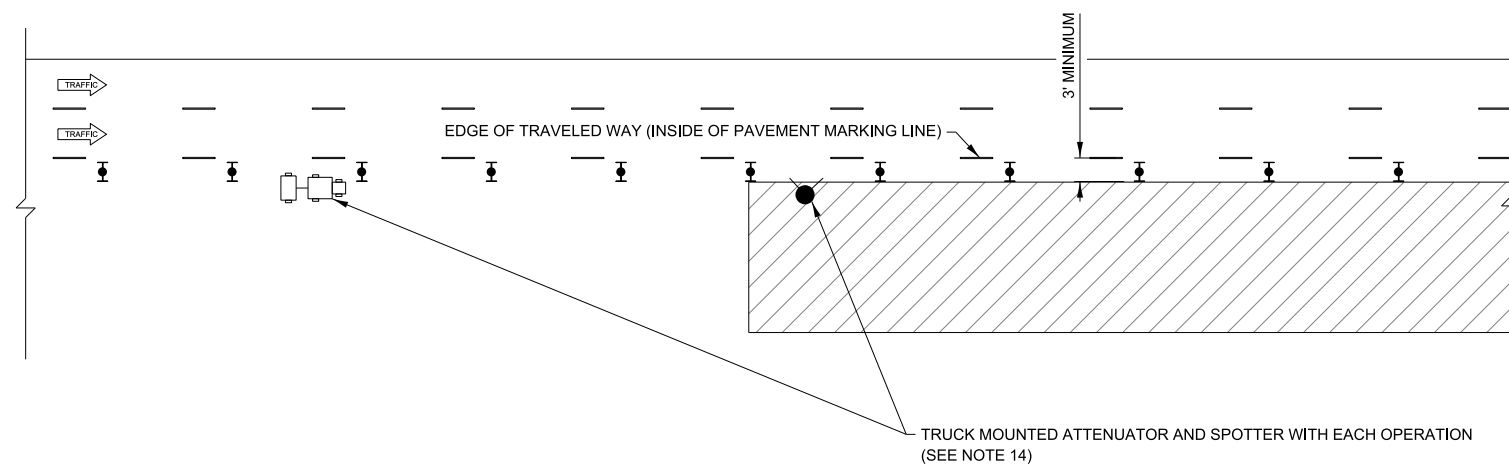 3' MINIMUM
TRAFFIC
TRAFFIC
EDGE OF TRAVELED WAY (INSIDE OF PAVEMENT MARKING LINE)
TRUCK MOUNTED ATTENUATOR AND SPOTTER WITH EACH OPERATION
(SEE NOTE 14)